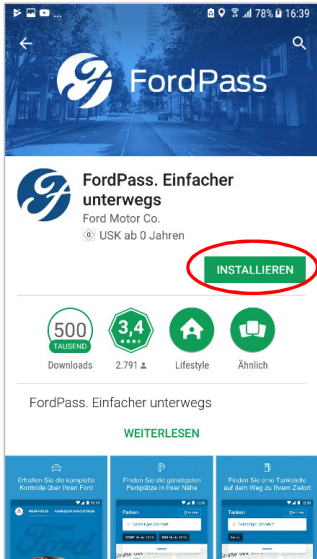 ... 78% 16:39
FordPass
FordPass. Einfacher
unterwegs
Ford Motor Co.
USK ab 0 Jahren
INSTALLIEREN
500
TAUSEND
3,4
Downloads
2.791
Lifestyle
Ähnlich
FordPass. Einfacher unterwegs
WEITERLESEN
Erhalten Sie die komplette
Kontrolle über Ihren Ford
Finden Sie die günstigsten
Parkplätze in Ihrer Nähe
Finden Sie eine Tankstelle
auf dem Weg zu Ihrem Zielort
Parken
Tanken